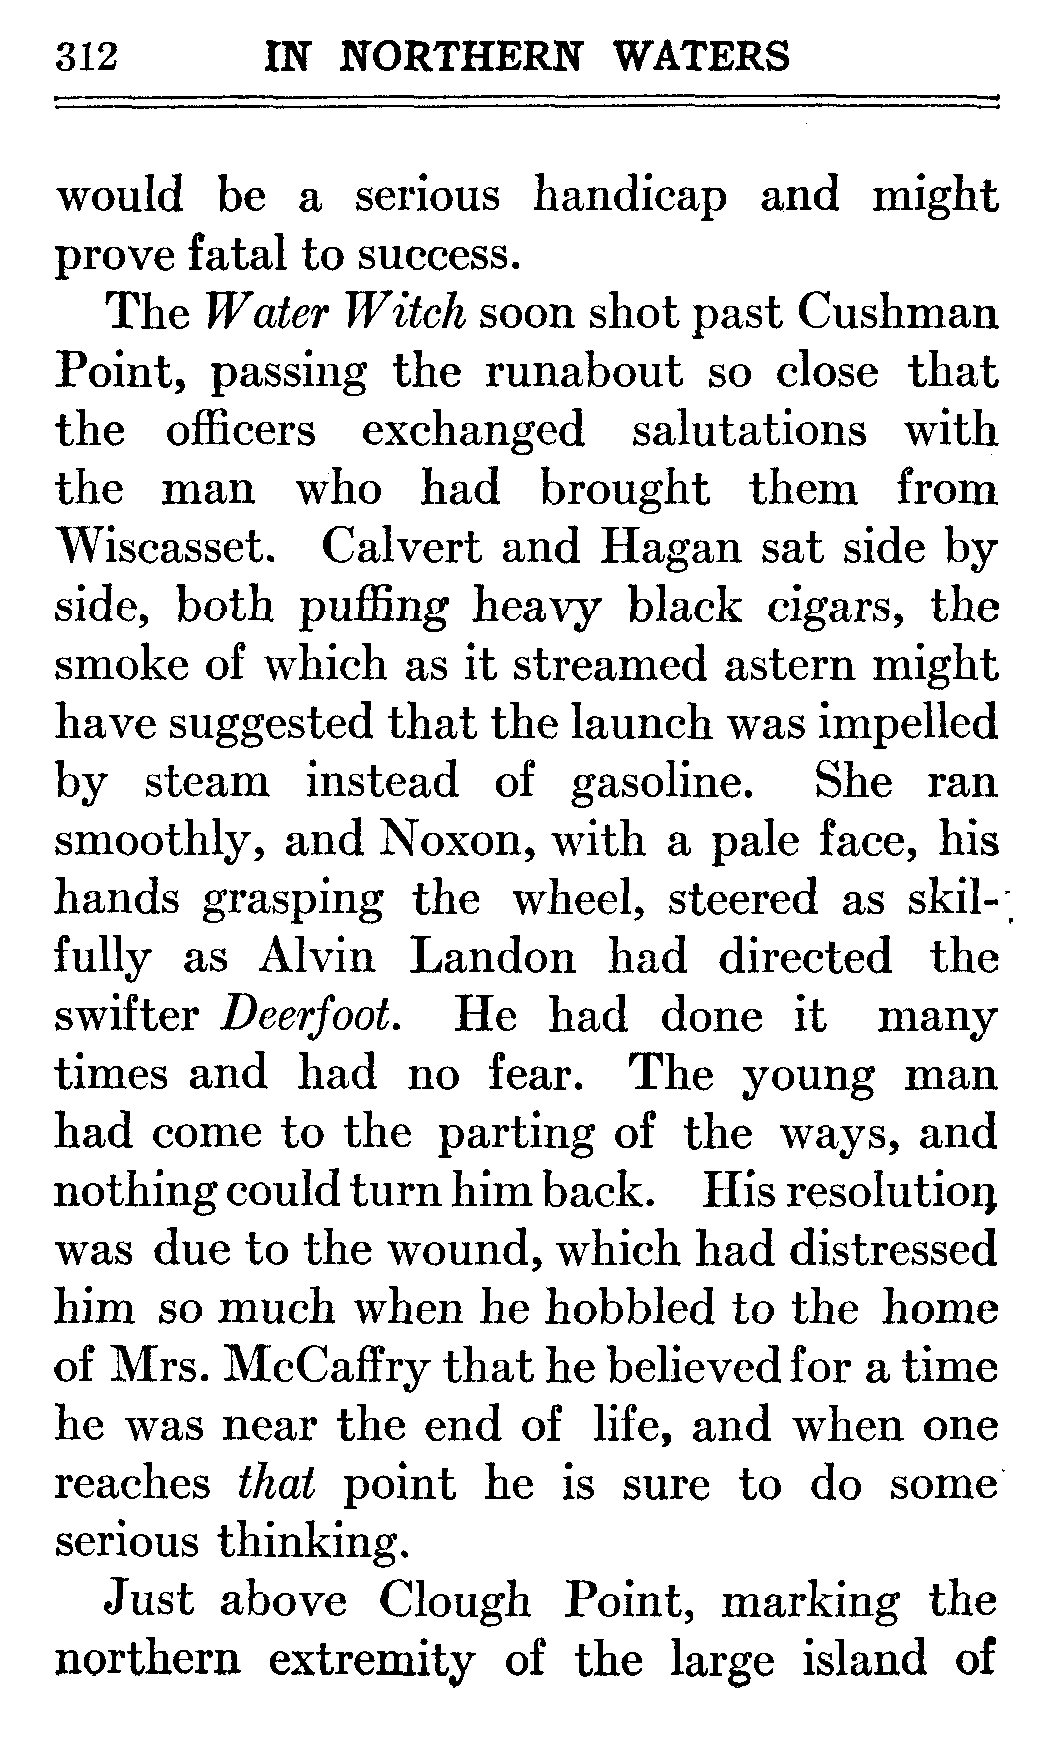 312 IN NORTHERN WATERS
would be a serious handicap and might
prove fatal to success.
The Water Witch soon shot past Cushman
Point, passing the runabout so close that
the officers exchanged salutations with
the man who had brought them from
Wiscasset. Calvert and Hagan sat side by
side, both puffing heavy black cigars, the
smoke of which as it streamed astern might
have suggested that the launch was impelled
by steam instead of gasoline. She ran
smoothly, and Noxon, with a pale face, his
hands grasping the wheel, steered as skil-
fully as Alvin Landon had directed the
swifter Deerfoot. He had done it many
times and had no fear. The young man
had come to the parting of the ways, and
nothing could turn him back. His resolution
was due to the wound, which had distressed
him so much when he hobbled to the home
of Mrs. McCaffry that he believed for a time
he was near the end of life, and when one
reaches that point he is sure to do some
serious thinking.
Just above Clough Point, marking the
northern extremity of the large island of